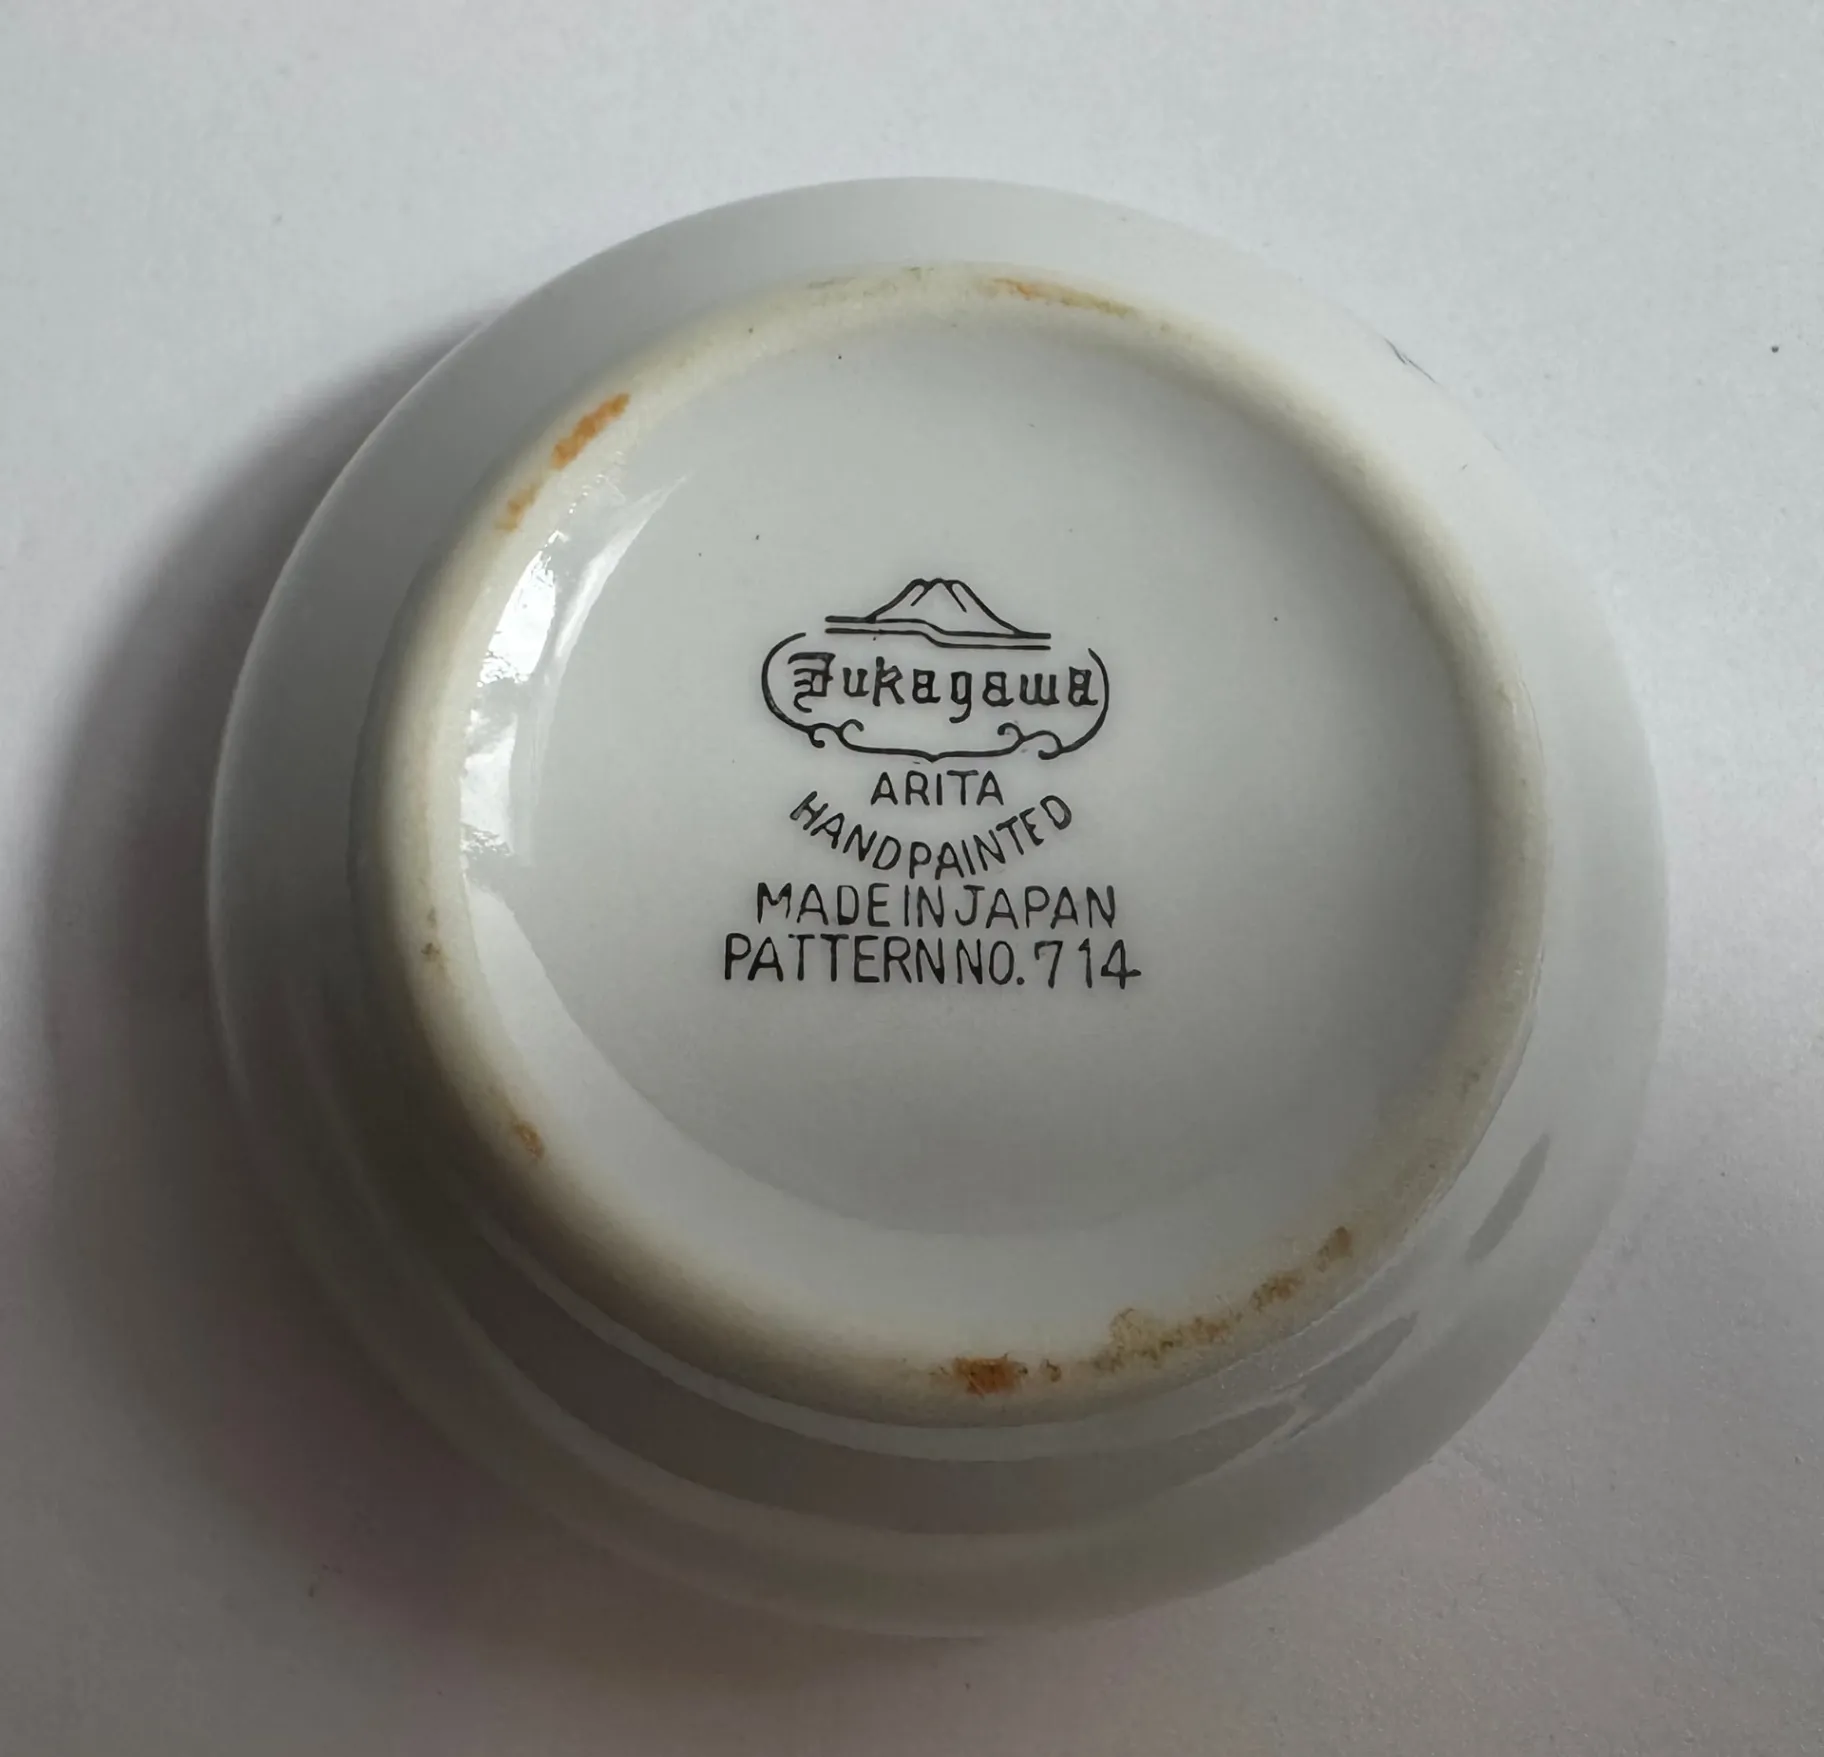 Fukagawa
ARITA
HANDPAINTED
MADE IN JAPAN
PATTERN NO. 714